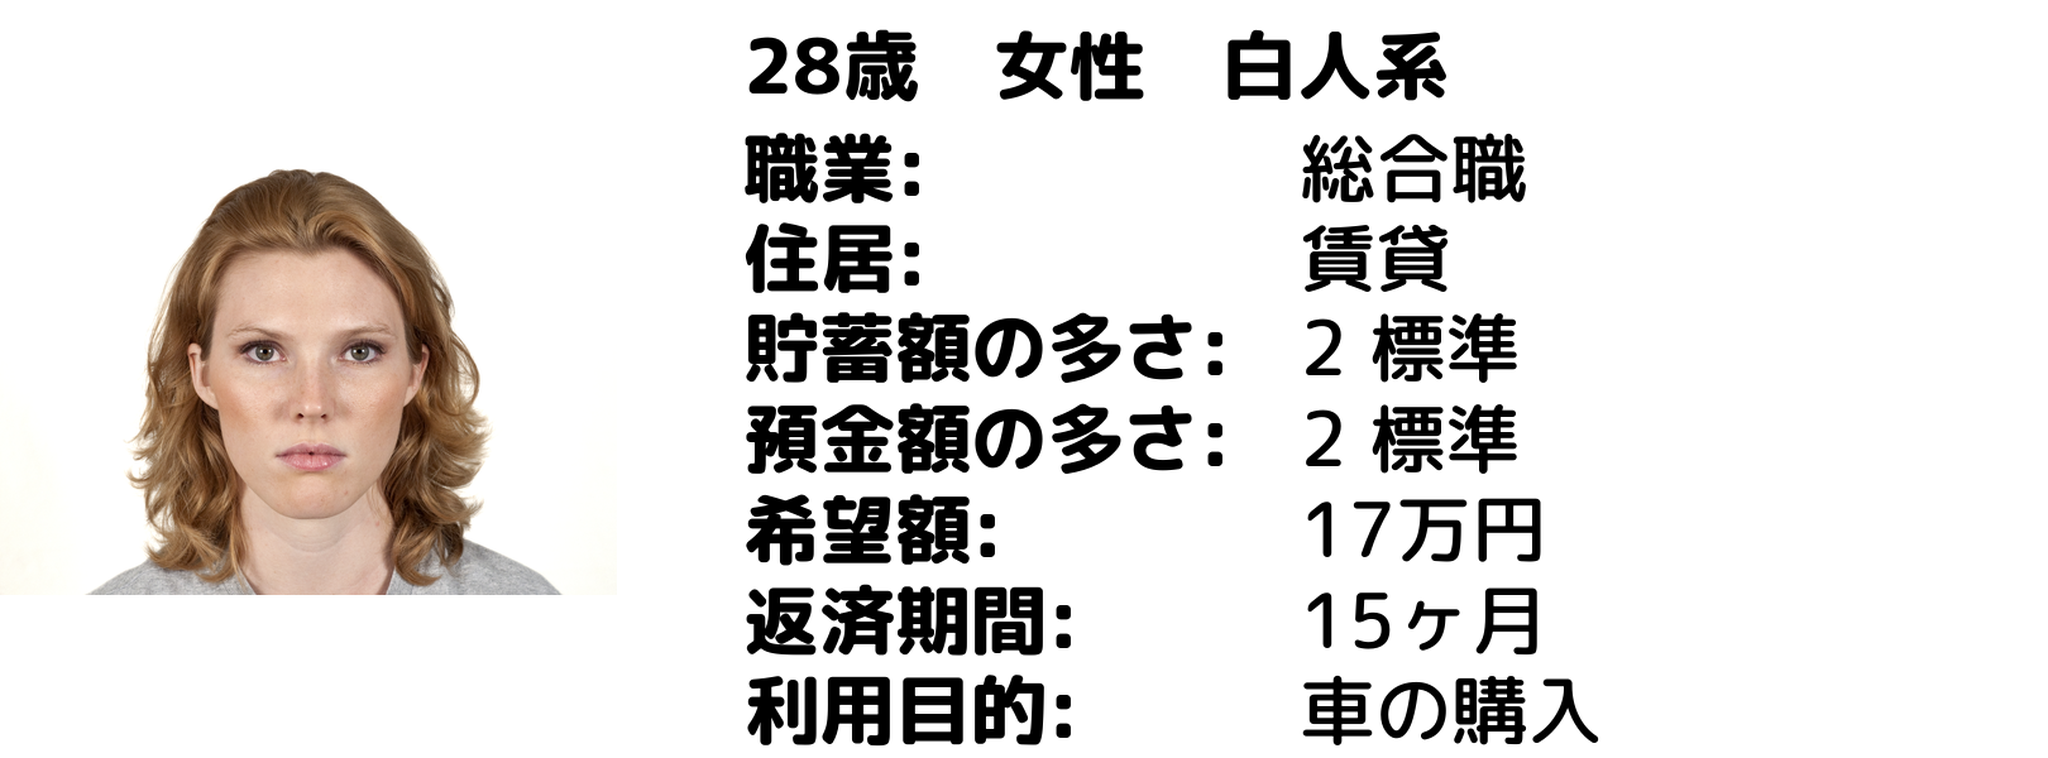 28歳　女性　白人系
職業: 総合職
住居: 賃貸
貯蓄額の多さ: 2 標準
預金額の多さ: 2 標準
希望額: 17万円
返済期間: 15ヶ月
利用目的: 車の購入